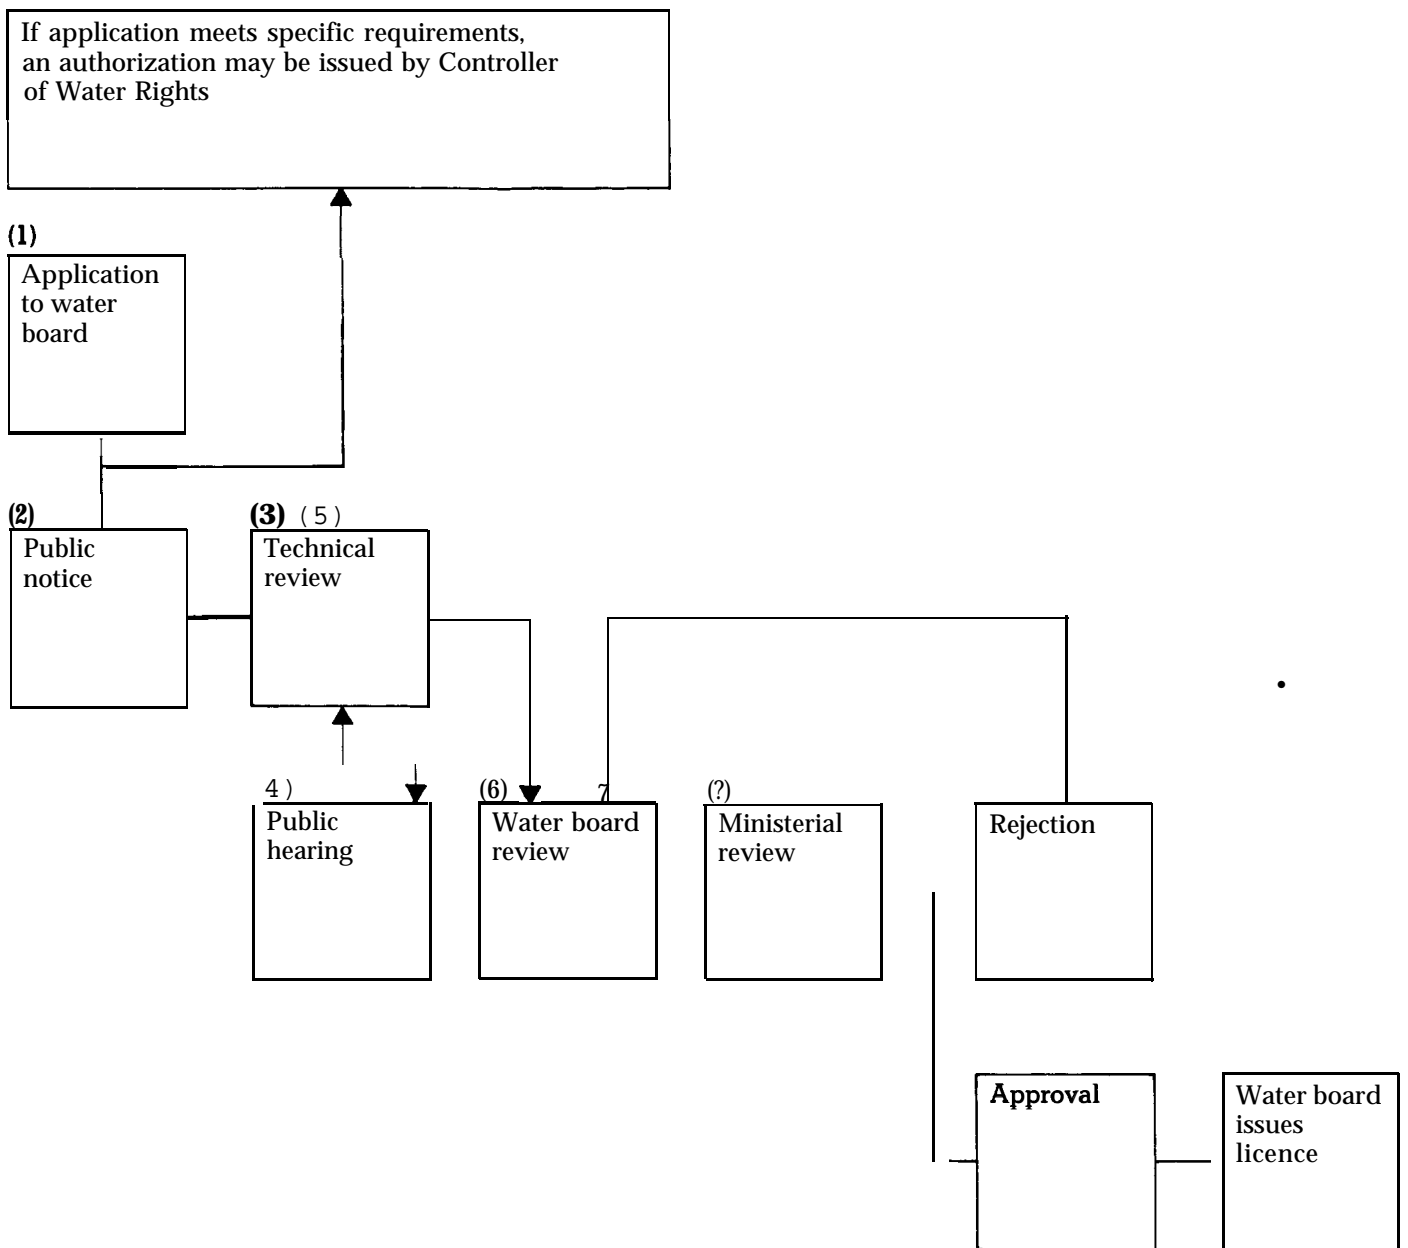 If application meets specific requirements,
an authorization may be issued by Controller
of Water Rights
(1)
Application
to water
board
(2)
Public
notice
(3) (5)
Technical
review
4)
Public
hearing
(6)
7
Water board
review
(?)
Ministerial
review
Rejection
Approval
Water board
issues
licence